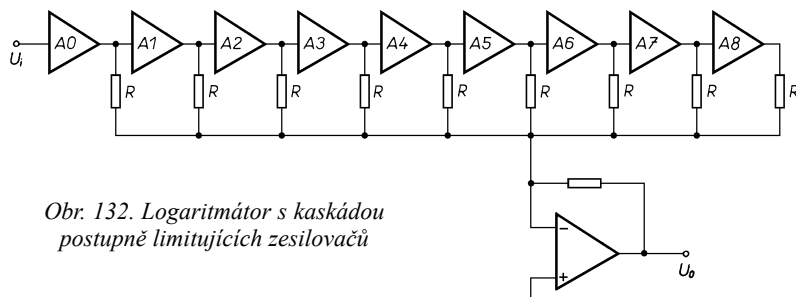 A0 A1 A2 A3 A4 A5 A6 A7 A8
Ui
R R R R R R R R R
Obr. 132. Logaritmátor s kaskádou
postupně limitujících zesilovačů
−
+
U0